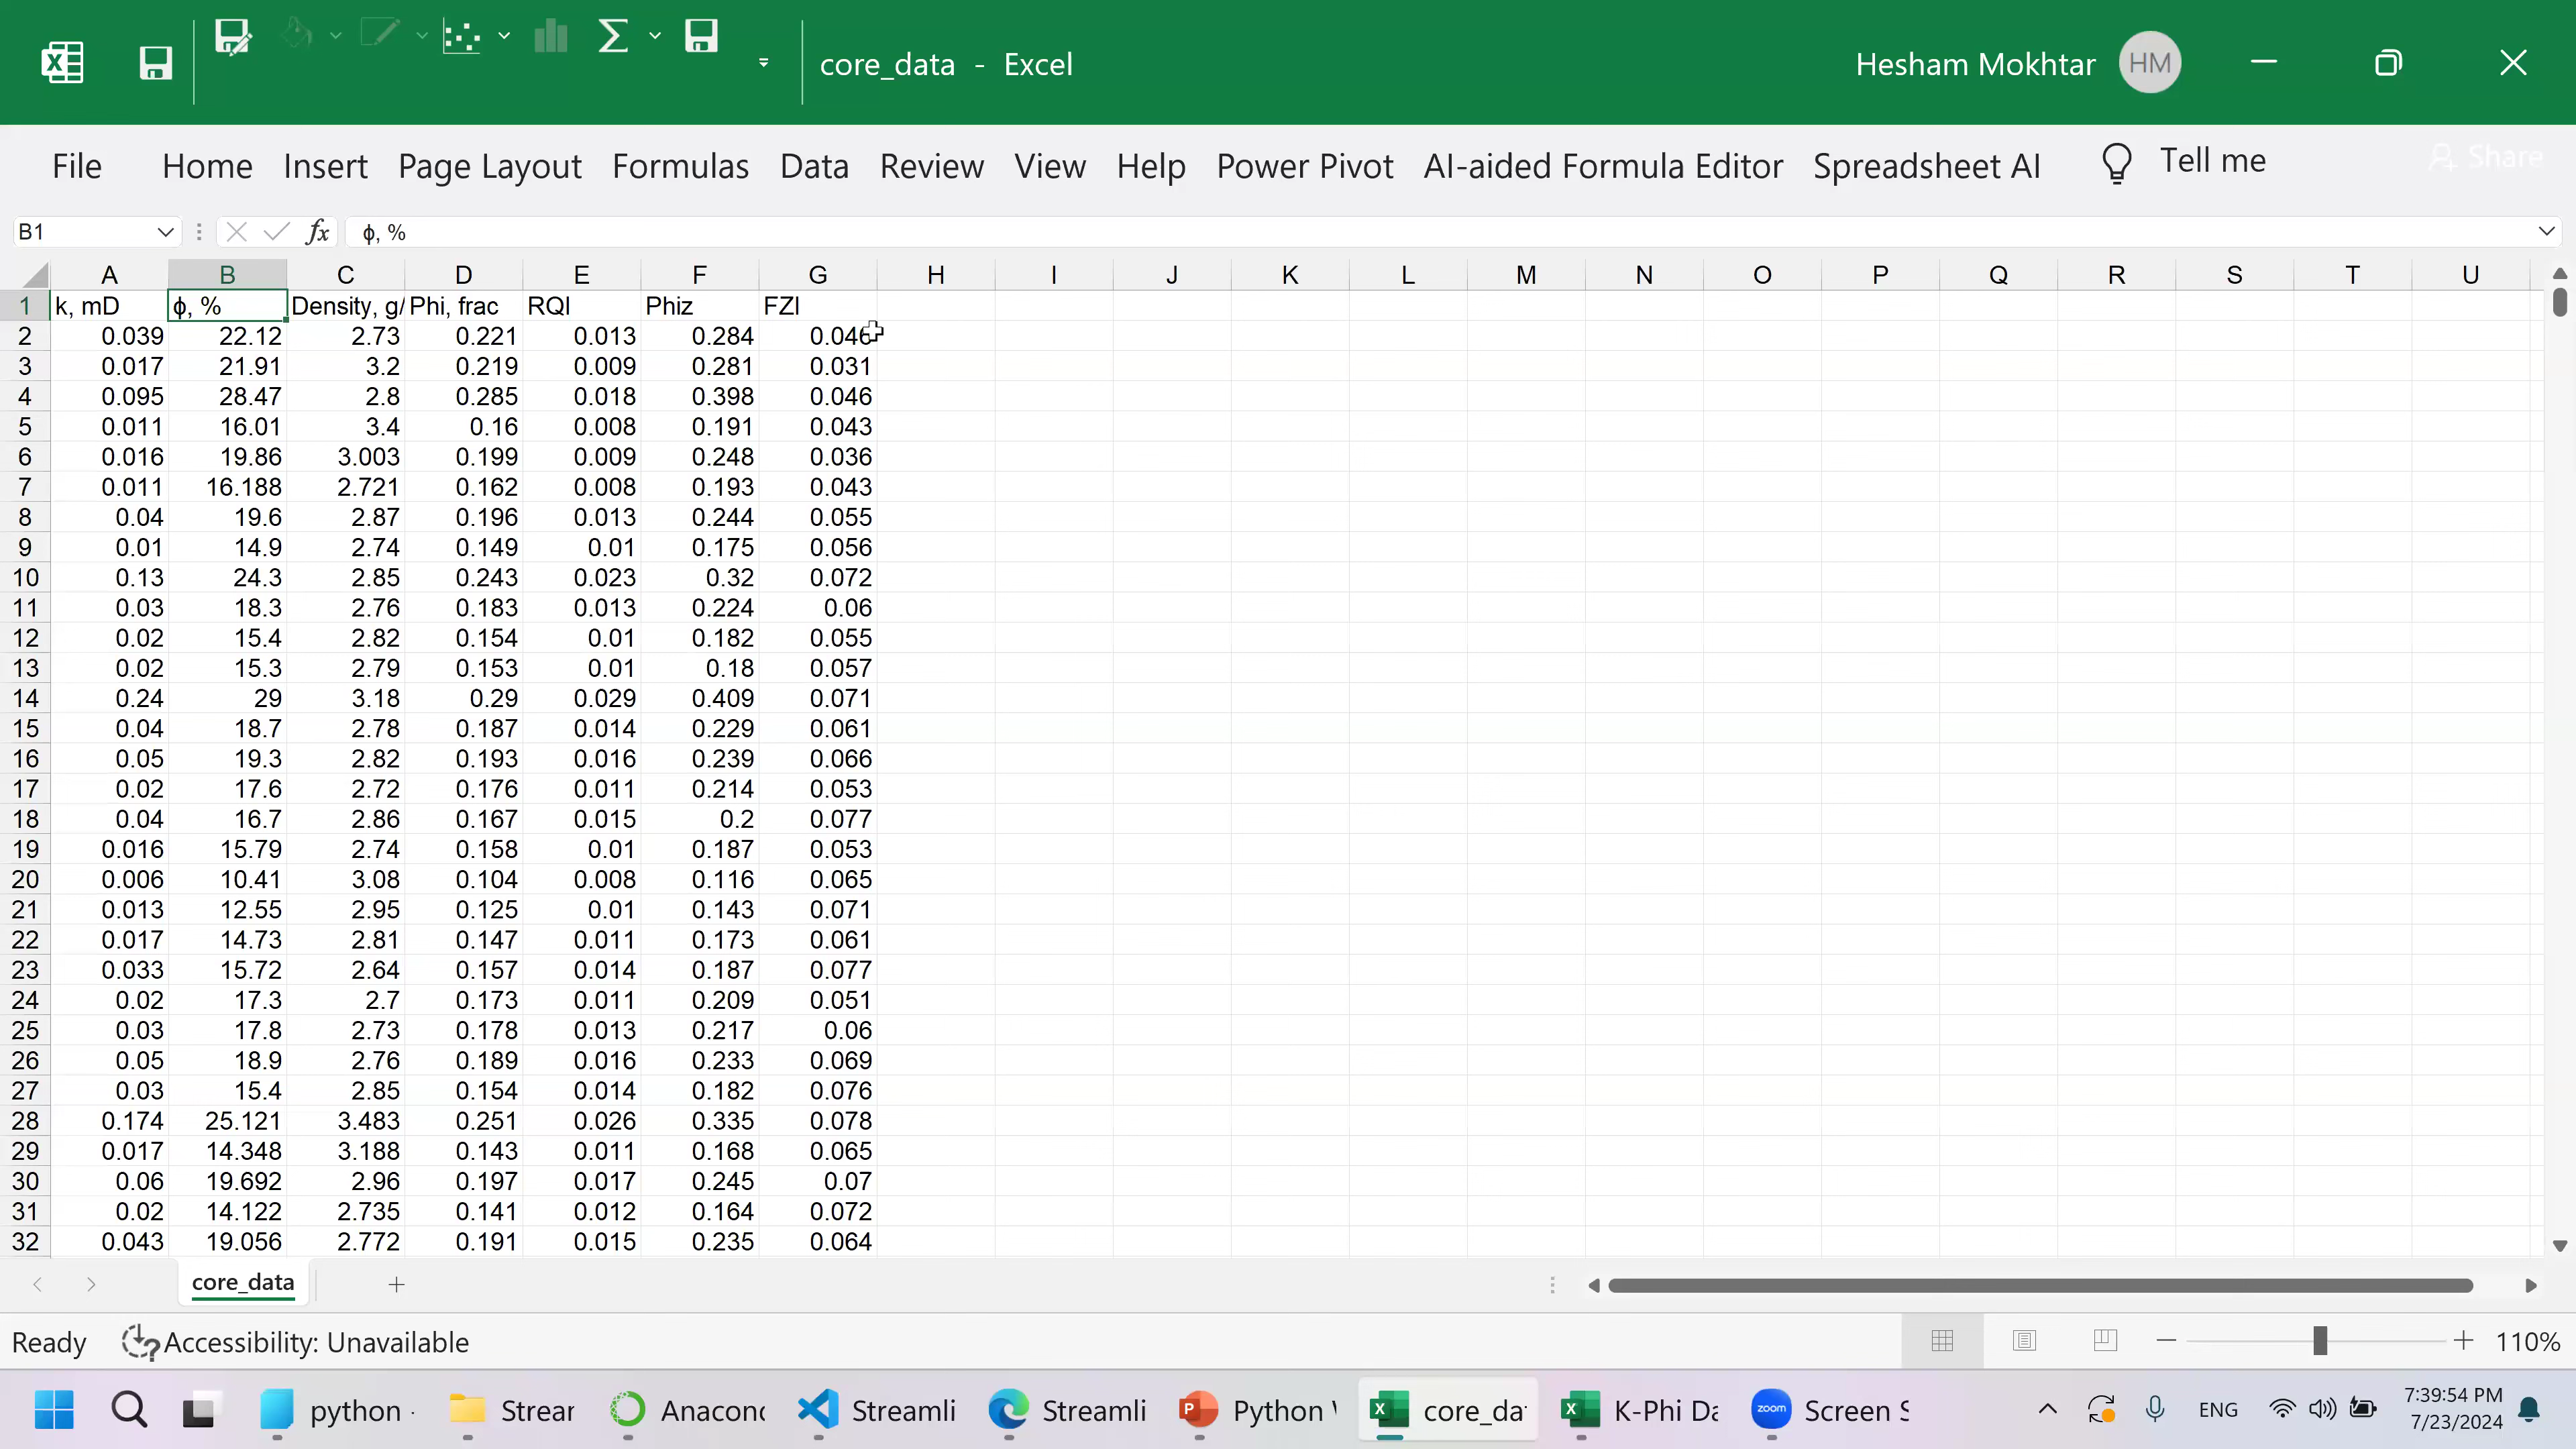 core_data - Excel
Hesham Mokhtar HM
File Home Insert Page Layout Formulas Data Review View Help Power Pivot AI-aided Formula Editor Spreadsheet AI Tell me Share
B1 fx ϕ, %
A B C D E F G H I J K L M N O P Q R S T U
1 k, mD ϕ, % Density, g/ Phi, frac RQI Phiz FZI
2 0.039 22.12 2.73 0.221 0.013 0.284 0.046
3 0.017 21.91 3.2 0.219 0.009 0.281 0.031
4 0.095 28.47 2.8 0.285 0.018 0.398 0.046
5 0.011 16.01 3.4 0.16 0.008 0.191 0.043
6 0.016 19.86 3.003 0.199 0.009 0.248 0.036
7 0.011 16.188 2.721 0.162 0.008 0.193 0.043
8 0.04 19.6 2.87 0.196 0.013 0.244 0.055
9 0.01 14.9 2.74 0.149 0.01 0.175 0.056
10 0.13 24.3 2.85 0.243 0.023 0.32 0.072
11 0.03 18.3 2.76 0.183 0.013 0.224 0.06
12 0.02 15.4 2.82 0.154 0.01 0.182 0.055
13 0.02 15.3 2.79 0.153 0.01 0.18 0.057
14 0.24 29 3.18 0.29 0.029 0.409 0.071
15 0.04 18.7 2.78 0.187 0.014 0.229 0.061
16 0.05 19.3 2.82 0.193 0.016 0.239 0.066
17 0.02 17.6 2.72 0.176 0.011 0.214 0.053
18 0.04 16.7 2.86 0.167 0.015 0.2 0.077
19 0.016 15.79 2.74 0.158 0.01 0.187 0.053
20 0.006 10.41 3.08 0.104 0.008 0.116 0.065
21 0.013 12.55 2.95 0.125 0.01 0.143 0.071
22 0.017 14.73 2.81 0.147 0.011 0.173 0.061
23 0.033 15.72 2.64 0.157 0.014 0.187 0.077
24 0.02 17.3 2.7 0.173 0.011 0.209 0.051
25 0.03 17.8 2.73 0.178 0.013 0.217 0.06
26 0.05 18.9 2.76 0.189 0.016 0.233 0.069
27 0.03 15.4 2.85 0.154 0.014 0.182 0.076
28 0.174 25.121 3.483 0.251 0.026 0.335 0.078
29 0.017 14.348 3.188 0.143 0.011 0.168 0.065
30 0.06 19.692 2.96 0.197 0.017 0.245 0.07
31 0.02 14.122 2.735 0.141 0.012 0.164 0.072
32 0.043 19.056 2.772 0.191 0.015 0.235 0.064
core_data
Ready Accessibility: Unavailable 110%
python Strear Anacon Streamli Streamli Python core_da K-Phi Da zoom Screen S ENG 7:39:54 PM
7/23/2024